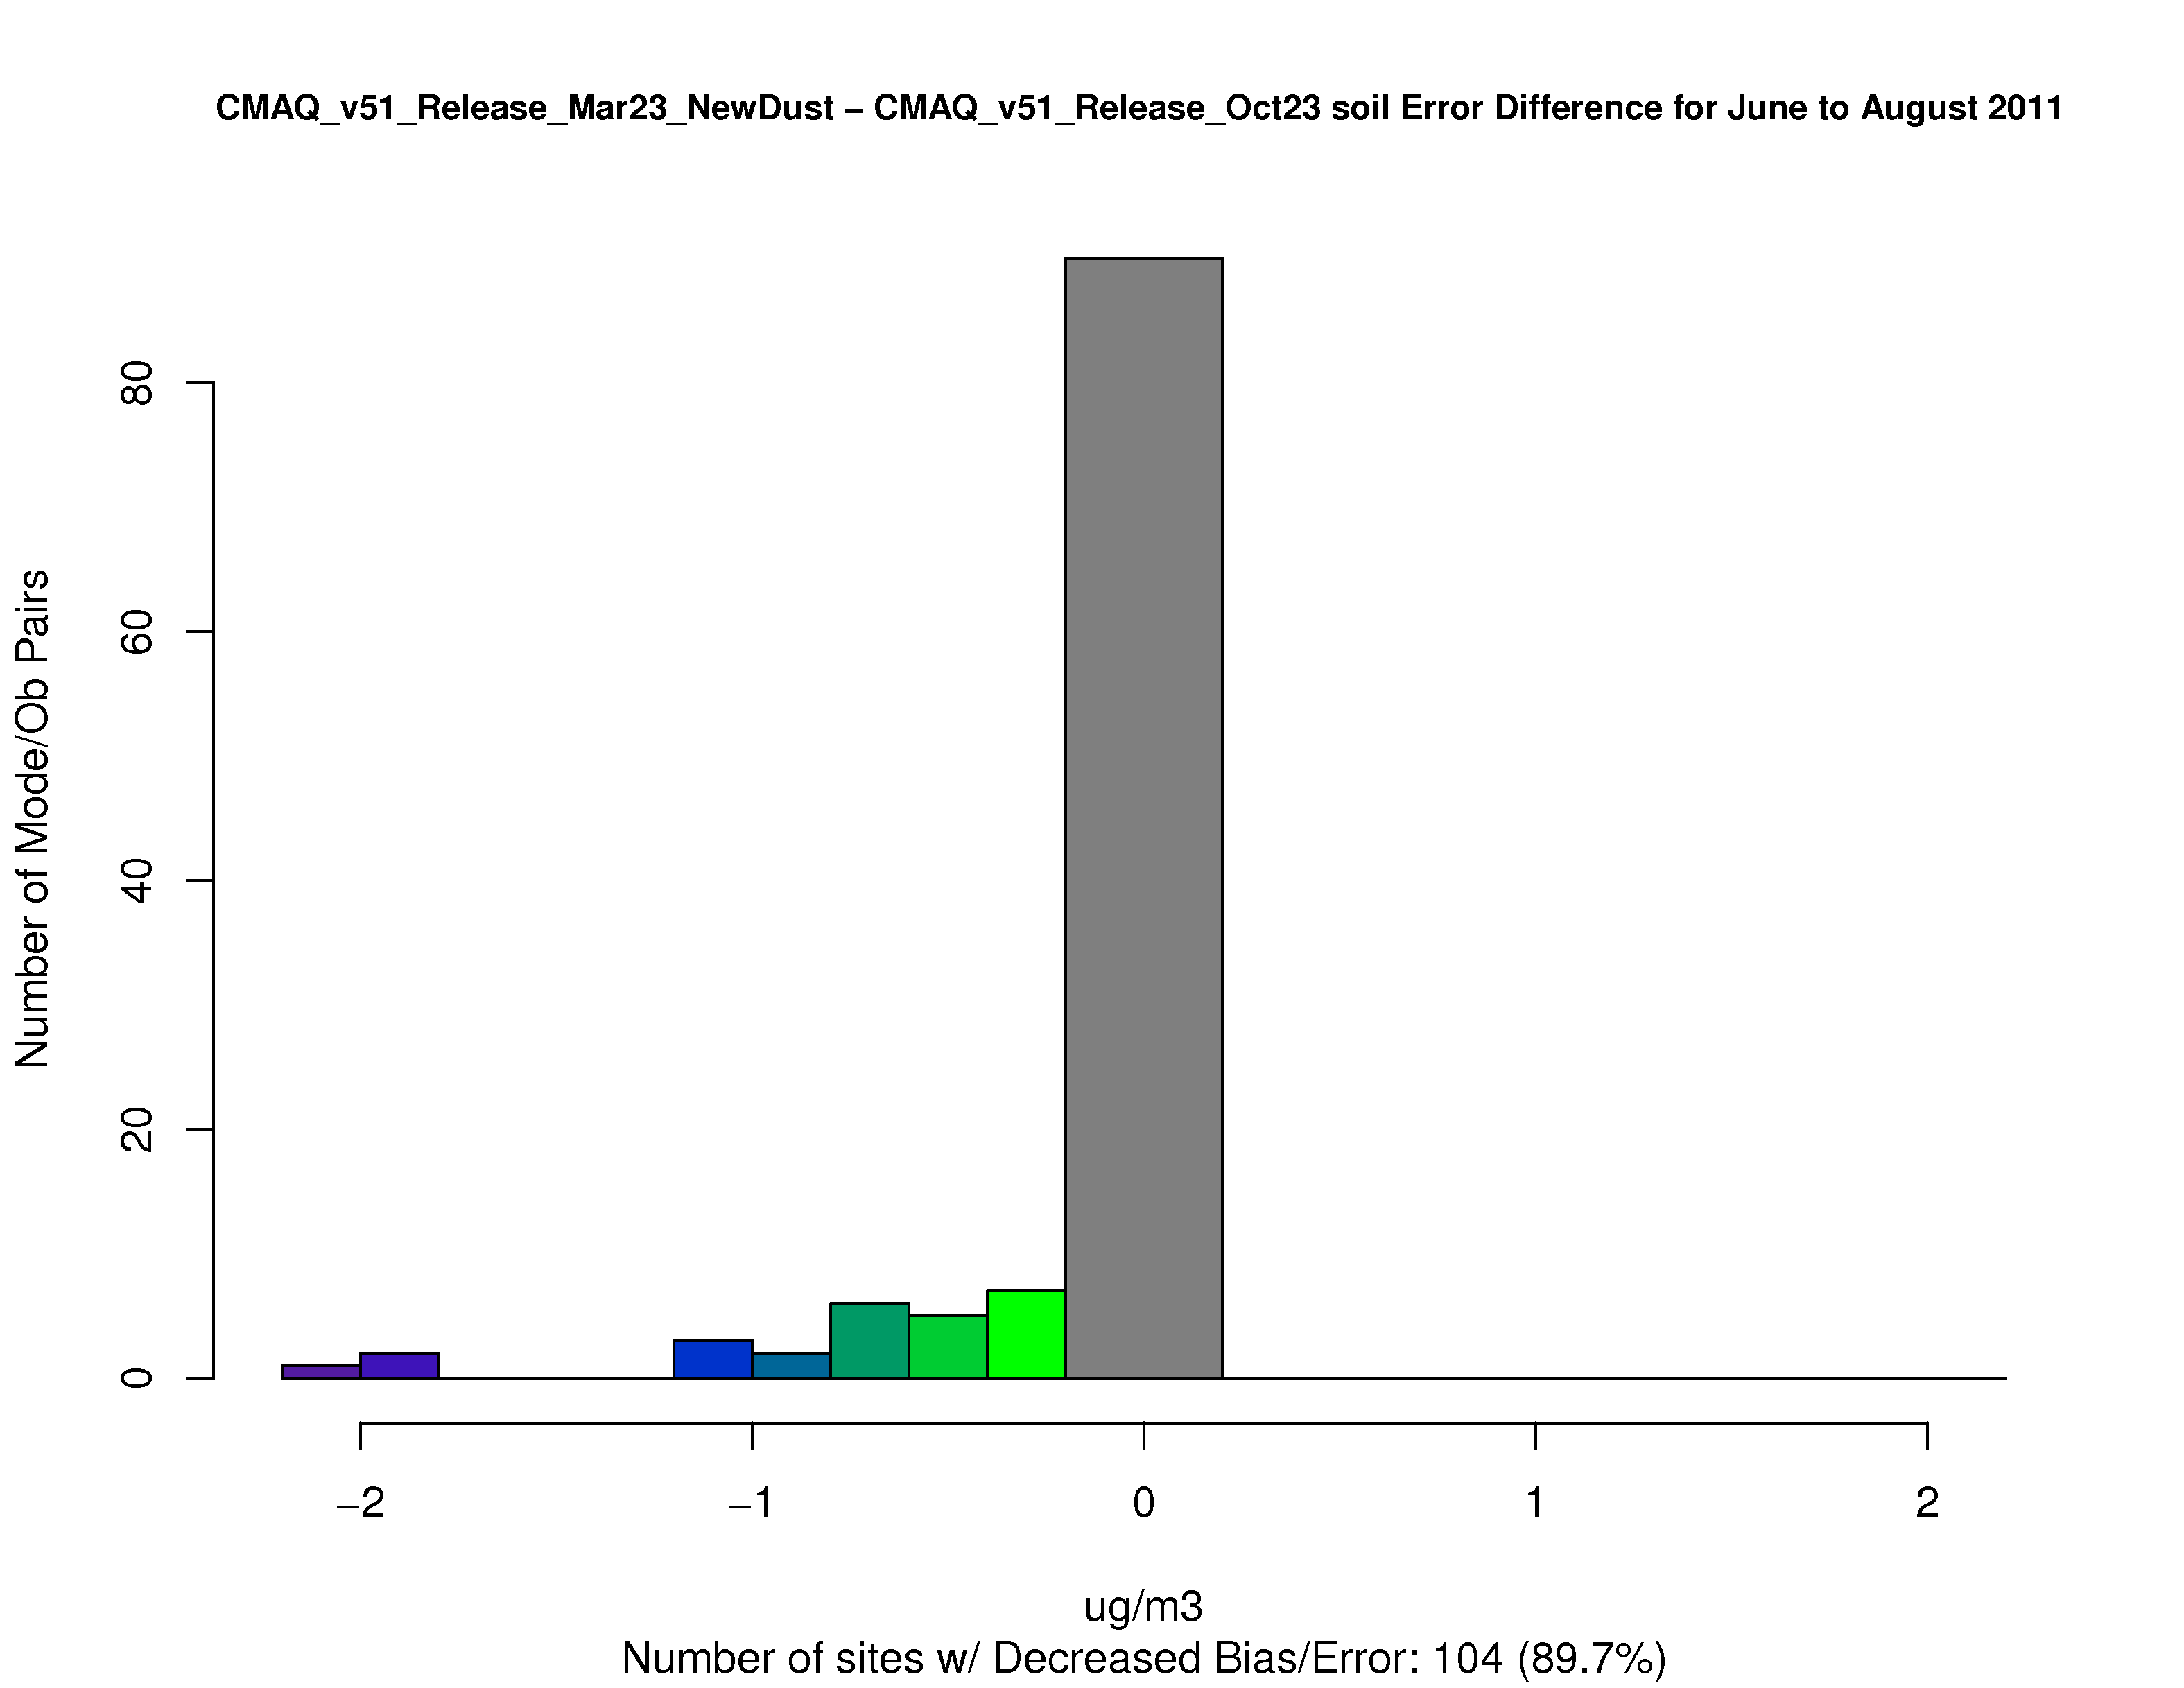 CMAQ_v51_Release_Mar23_NewDust − CMAQ_v51_Release_Oct23 soil Error Difference for June to August 2011
Number of Mode/Ob Pairs
80
60
40
20
0
−2 −1 0 1 2
ug/m3
Number of sites w/ Decreased Bias/Error: 104 (89.7%)